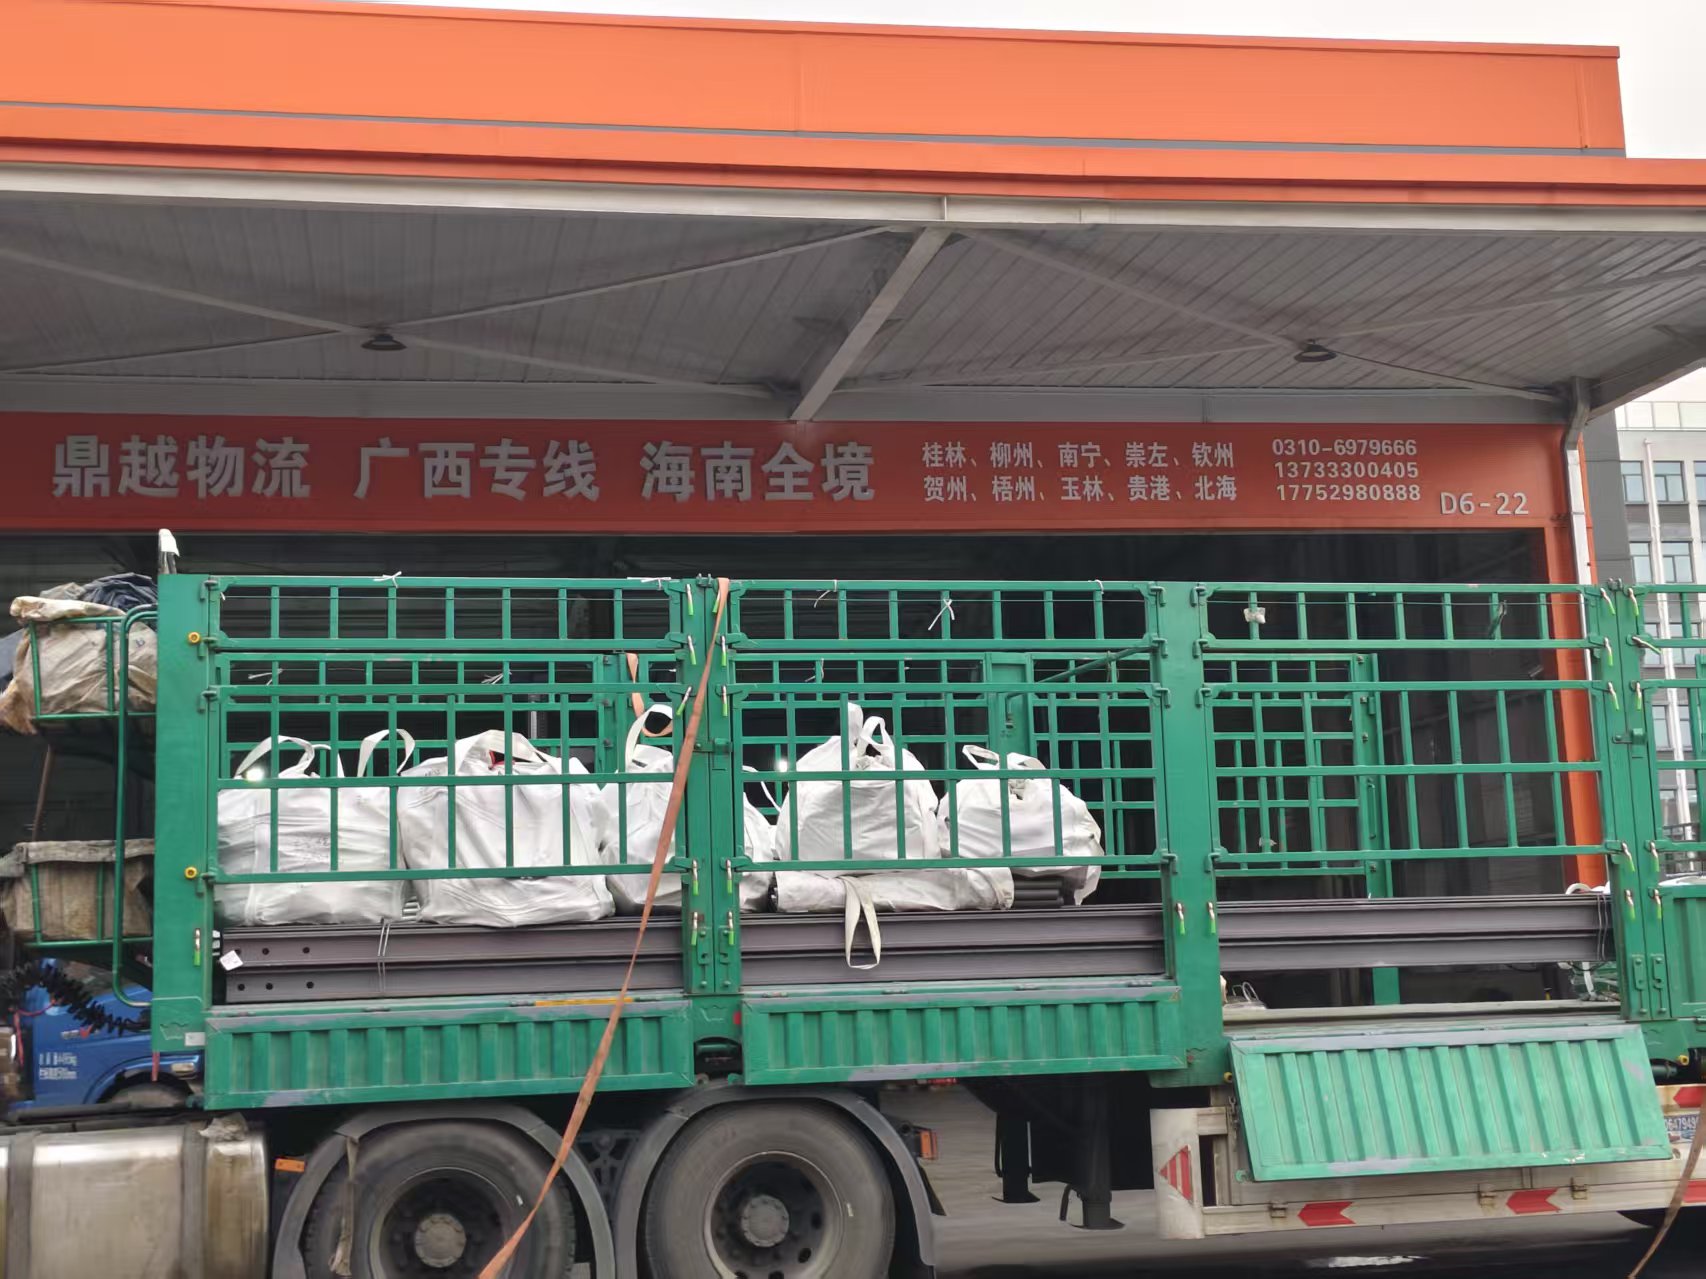 鼎越物流 广西专线 海南全境
桂林、柳州、南宁、崇左、钦州
贺州、梧州、玉林、贵港、北海
0310-6979666
13733300405
17752980888
D6-22